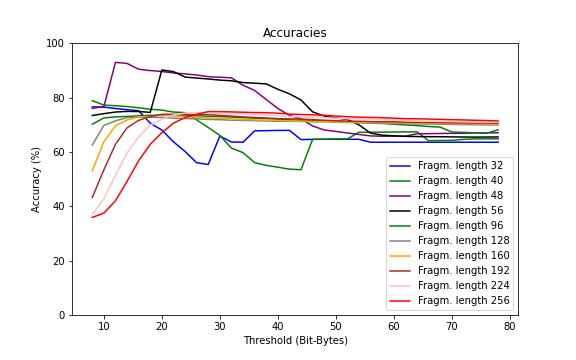 Accuracies
100
80
60
40
20
0
Accuracy (%)
10 20 30 40 50 60 70 80
Threshold (Bit-Bytes)
Fragm. length 32
Fragm. length 40
Fragm. length 48
Fragm. length 56
Fragm. length 96
Fragm. length 128
Fragm. length 160
Fragm. length 192
Fragm. length 224
Fragm. length 256